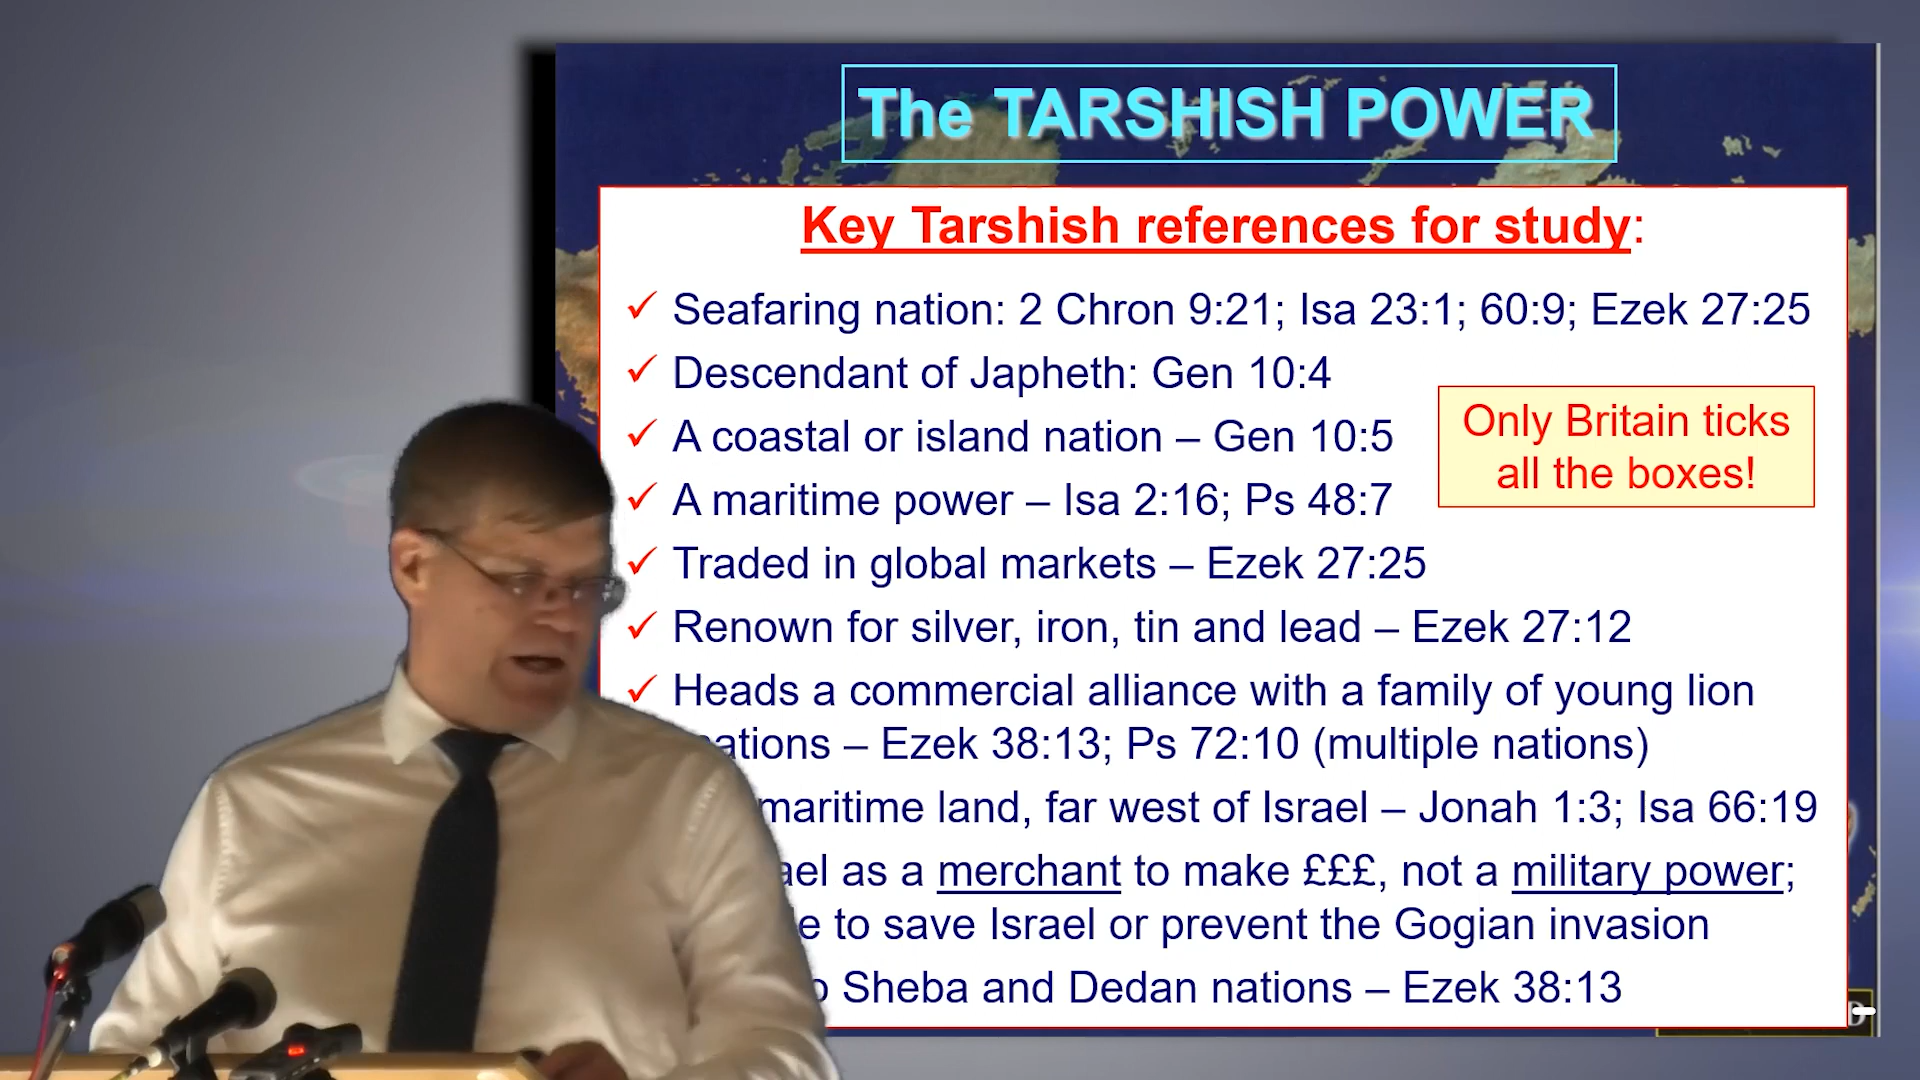 The TARSHISH POWER
Key Tarshish references for study:
✓ Seafaring nation: 2 Chron 9:21; Isa 23:1; 60:9; Ezek 27:25
✓ Descendant of Japheth: Gen 10:4
✓ A coastal or island nation – Gen 10:5
Only Britain ticks
all the boxes!
✓ A maritime power – Isa 2:16; Ps 48:7
✓ Traded in global markets – Ezek 27:25
✓ Renown for silver, iron, tin and lead – Ezek 27:12
✓ Heads a commercial alliance with a family of young lion
nations – Ezek 38:13; Ps 72:10 (multiple nations)
maritime land, far west of Israel – Jonah 1:3; Isa 66:19
as a merchant to make £££, not a military power;
to save Israel or prevent the Gogian invasion
Sheba and Dedan nations – Ezek 38:13